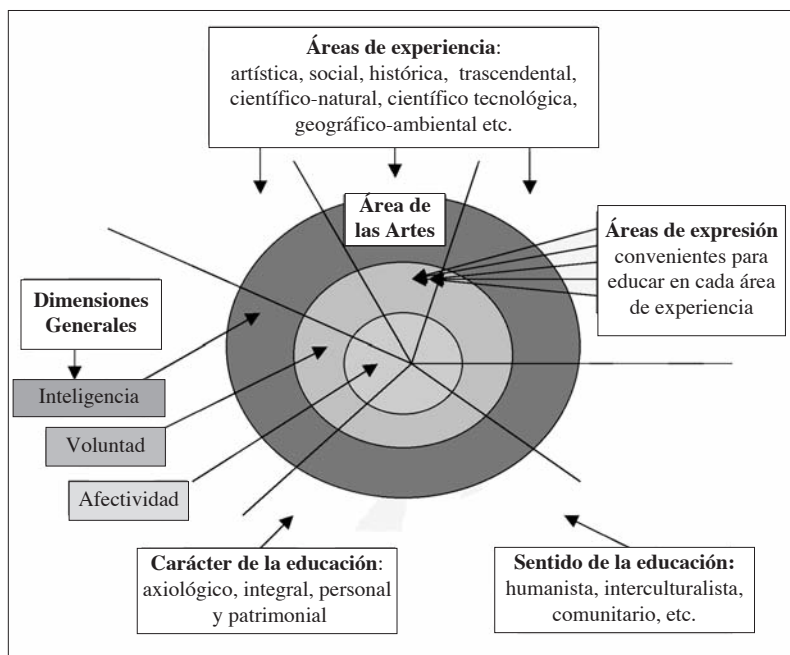 Áreas de experiencia:
artística, social, histórica, trascendental,
científico-natural, científico tecnológica,
geográfico-ambiental etc.
Área de
las Artes
Áreas de expresión
convenientes para
educar en cada área
de experiencia
Dimensiones
Generales
Inteligencia
Voluntad
Afectividad
Carácter de la educación:
axiológico, integral, personal
y patrimonial
Sentido de la educación:
humanista, interculturalista,
comunitario, etc.